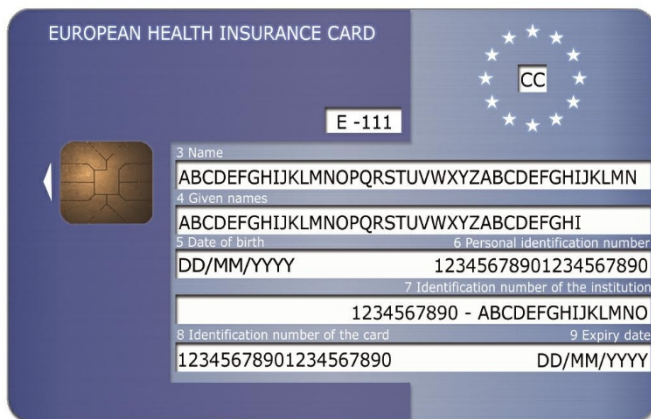 EUROPEAN HEALTH INSURANCE CARD
CC
E -111
3 Name
ABCDEFGHIJKLMNOPQRSTUVWXYZABCDEFGHIJKLMN
4 Given names
ABCDEFGHIJKLMNOPQRSTUVWXYZABCDEFGHI
5 Date of birth 6 Personal identification number
DD/MM/YYYY 12345678901234567890
7 Identification number of the institution
1234567890 - ABCDEFGHIJKLMNO
8 Identification number of the card 9 Expiry date
12345678901234567890 DD/MM/YYYY